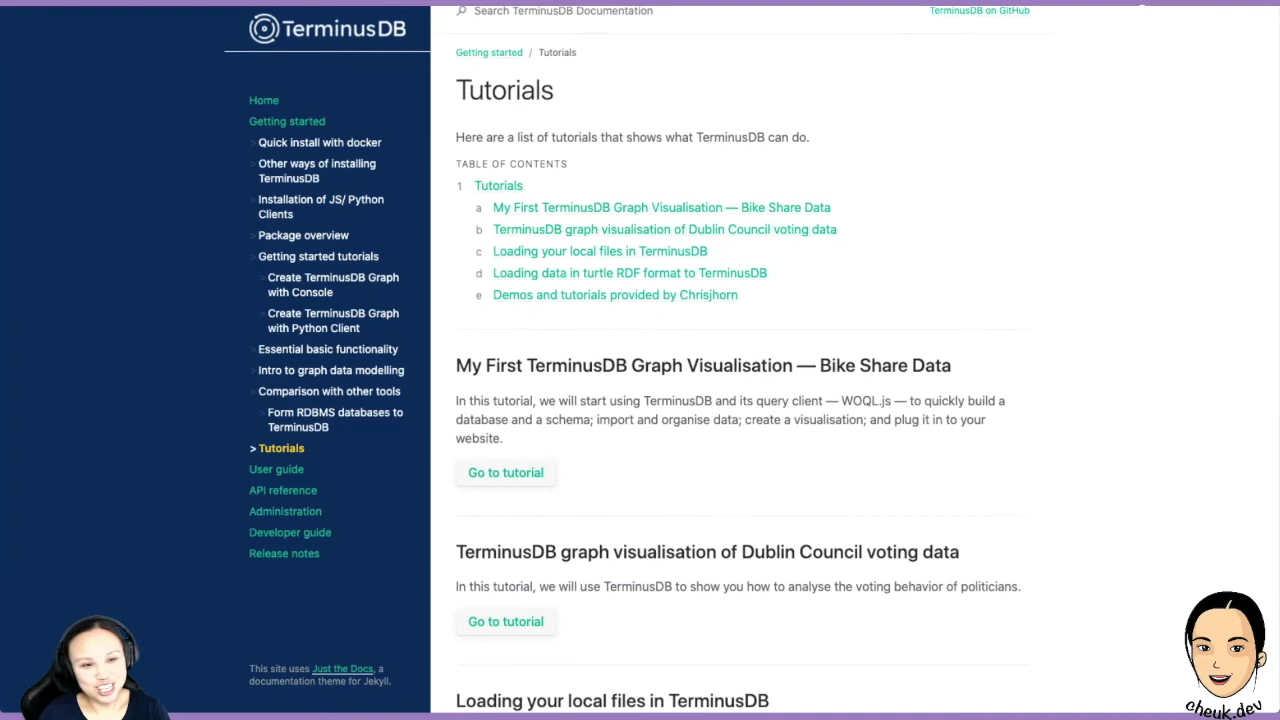 TerminusDB
Home
Getting started
> Quick install with docker
> Other ways of installing
TerminusDB
> Installation of JS/ Python
Clients
> Package overview
> Getting started tutorials
> Create TerminusDB Graph
with Console
> Create TerminusDB Graph
with Python Client
> Essential basic functionality
> Intro to graph data modelling
> Comparison with other tools
> Form RDBMS databases to
TerminusDB
> Tutorials
User guide
API reference
Administration
Developer guide
Release notes
This site uses Just the Docs, a
documentation theme for Jekyll.
Search TerminusDB Documentation
TerminusDB on GitHub
Getting started / Tutorials
Tutorials
Here are a list of tutorials that shows what TerminusDB can do.
TABLE OF CONTENTS
1 Tutorials
a My First TerminusDB Graph Visualisation — Bike Share Data
b TerminusDB graph visualisation of Dublin Council voting data
c Loading your local files in TerminusDB
d Loading data in turtle RDF format to TerminusDB
e Demos and tutorials provided by Chrisjhorn
My First TerminusDB Graph Visualisation — Bike Share Data
In this tutorial, we will start using TerminusDB and its query client — WOQL.js — to quickly build a
database and a schema; import and organise data; create a visualisation; and plug it in to your
website.
Go to tutorial
TerminusDB graph visualisation of Dublin Council voting data
In this tutorial, we will use TerminusDB to show you how to analyse the voting behavior of politicians.
Go to tutorial
Loading your local files in TerminusDB
cheuk.dev